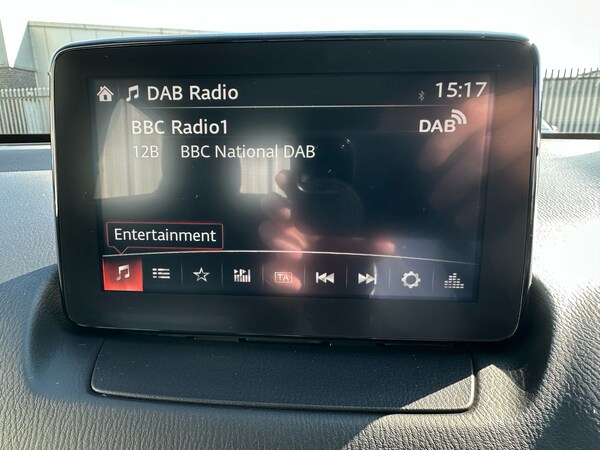 DAB Radio 15:17
BBC Radio1 DAB
12B BBC National DAB
Entertainment
TA